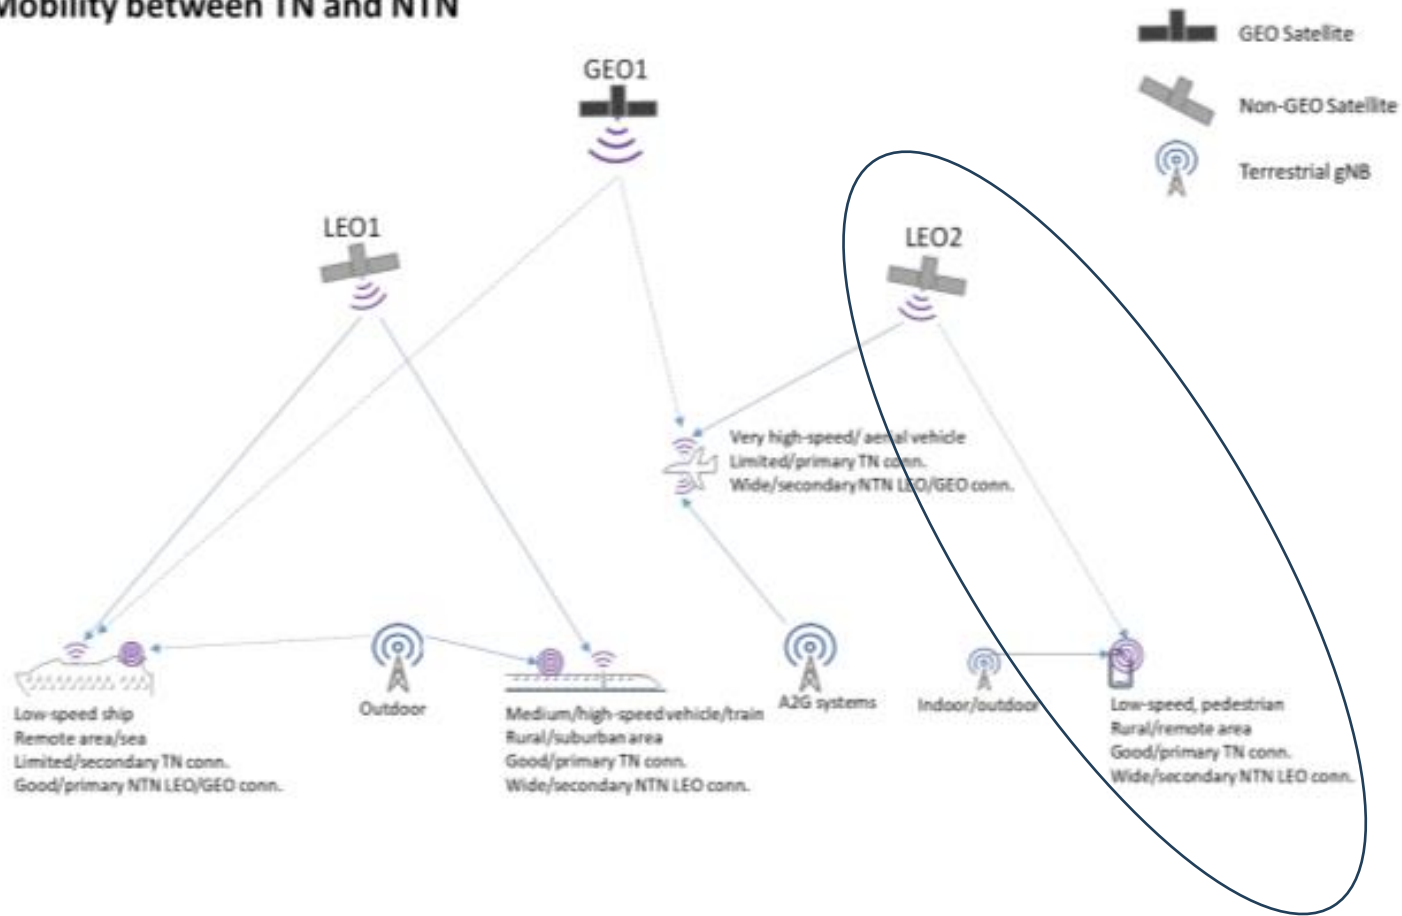 Mobility between TN and NTN
GEO Satellite
Non-GEO Satellite
Terrestrial gNB
GEO1
LEO1
LEO2
Very high-speed/ aerial vehicle
Limited/primary TN conn.
Wide/secondary NTN LEO/GEO conn.
Low-speed ship
Remote area/sea
Limited/secondary TN conn.
Good/primary NTN LEO/GEO conn.
Outdoor
Medium/high-speed vehicle/train
Rural/suburban area
Good/primary TN conn.
Wide/secondary NTN LEO conn.
A2G systems
Indoor/outdoor
Low-speed, pedestrian
Rural/remote area
Good/primary TN conn.
Wide/secondary NTN LEO conn.